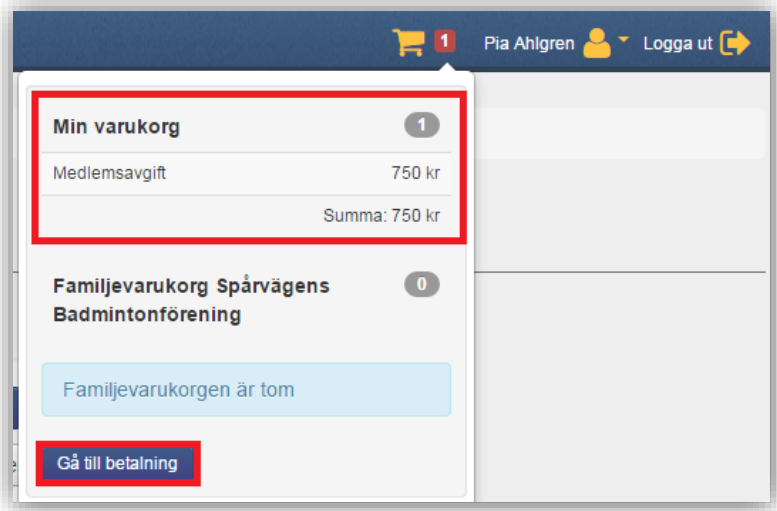 1 Pia Ahlgren Logga ut
Min varukorg 1
Medlemsavgift 750 kr
Summa: 750 kr
Familjevarukorg Spårvägens 0
Badmintonförening
Familjevarukorgen är tom
Gå till betalning